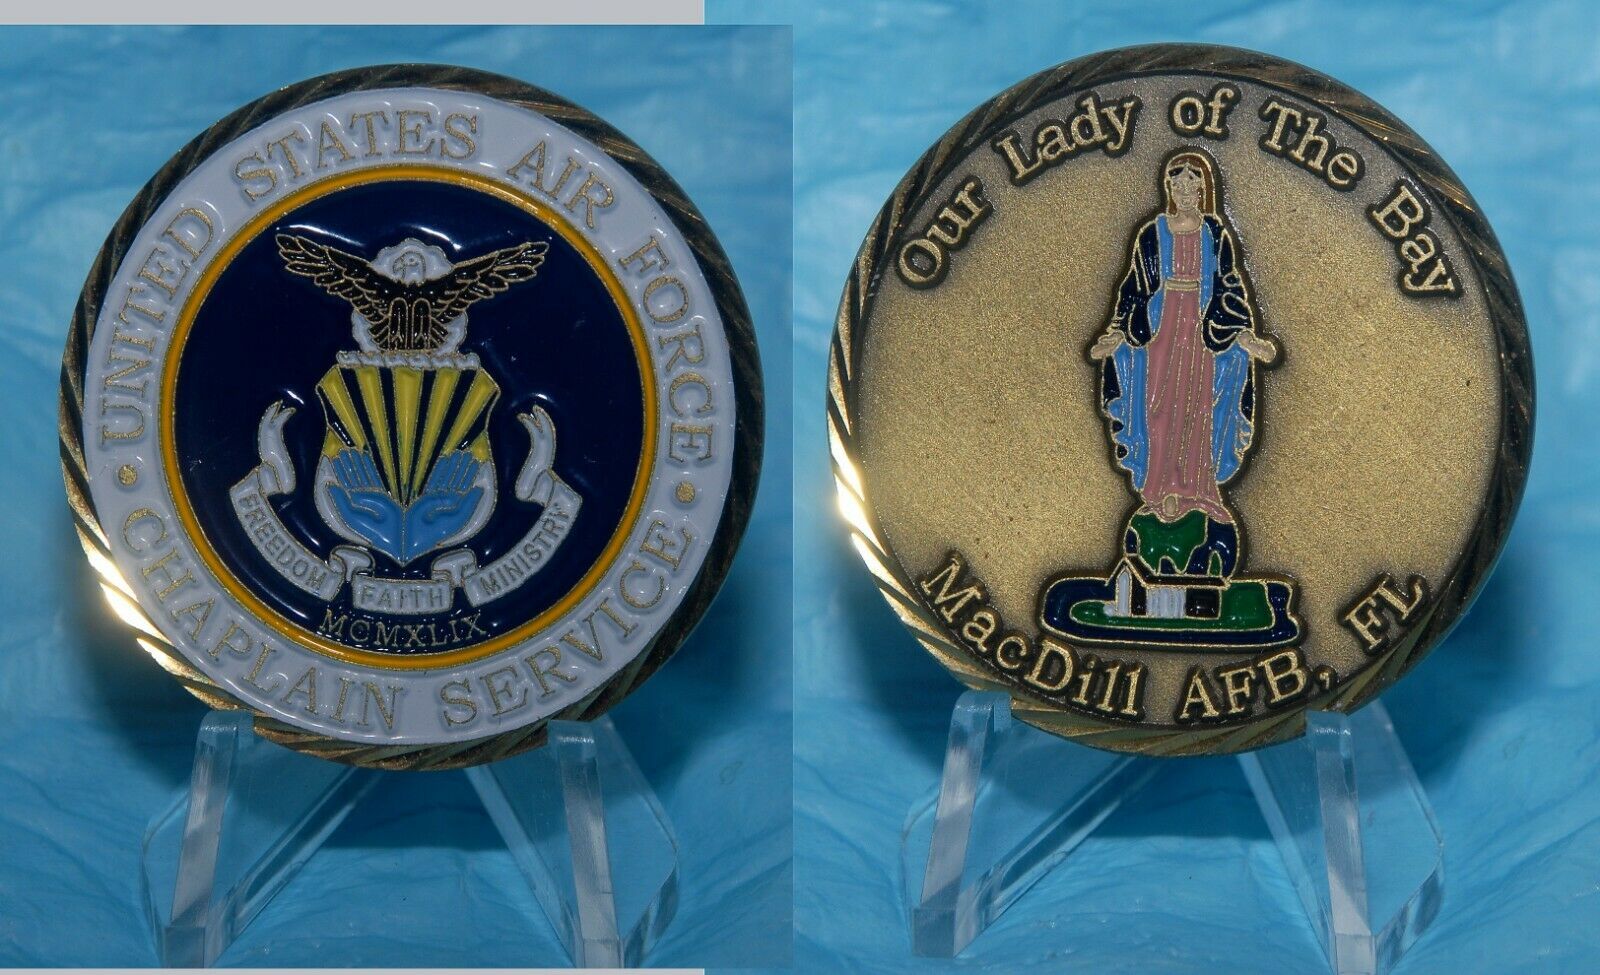 UNITED STATES AIR FORCE
FREEDOM
FAITH
MINISTRY
MCMXLIX
• CHAPLAIN SERVICE •
Our Lady of The Bay
MacDill AFB, FL